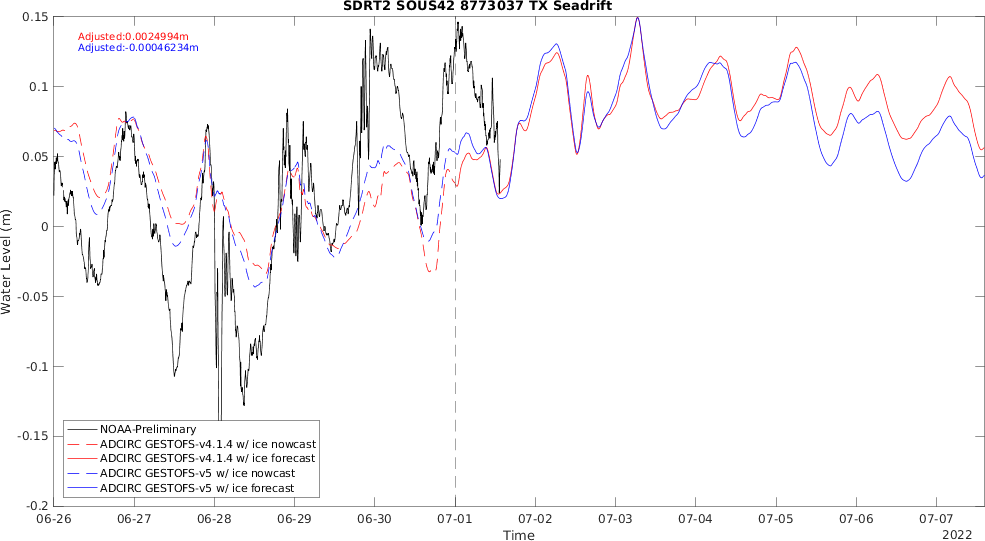 SDRT2 SOUS42 8773037 TX Seadrift
Adjusted:0.0024994m
Adjusted:-0.00046234m
0.15
0.1
0.05
0
-0.05
-0.1
-0.15
-0.2
Water Level (m)
NOAA-Preliminary
ADCIRC GESTOFS-v4.1.4 w/ ice nowcast
ADCIRC GESTOFS-v4.1.4 w/ ice forecast
ADCIRC GESTOFS-v5 w/ ice nowcast
ADCIRC GESTOFS-v5 w/ ice forecast
06-26 06-27 06-28 06-29 06-30 07-01 07-02 07-03 07-04 07-05 07-06 07-07
Time
2022